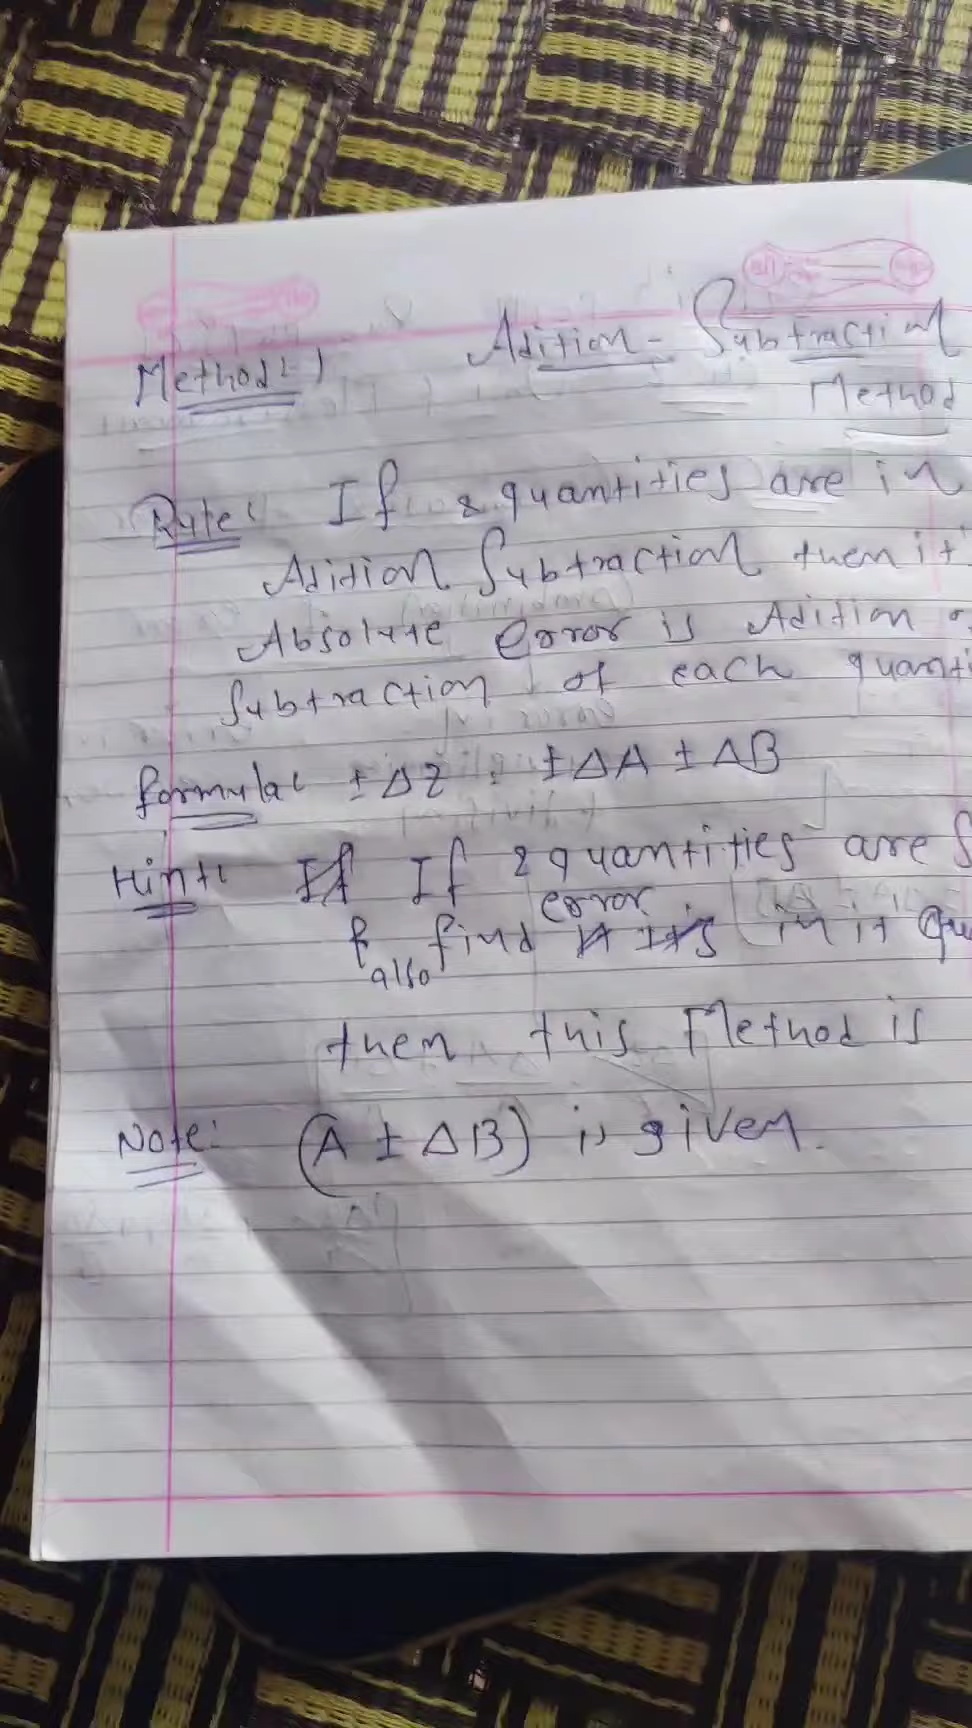 Method:-1 Adition - Subtraction
Method
Rule: If 2 quantities are in
Adition Subtraction then it
Absolute error is Adition
Subtraction of each quanti
formula: ± ΔZ = ± ΔA ± ΔB
Hint: If If 2 quantities are
error
& find in it
also
then this Method is
Note: (A ± ΔB) is given.